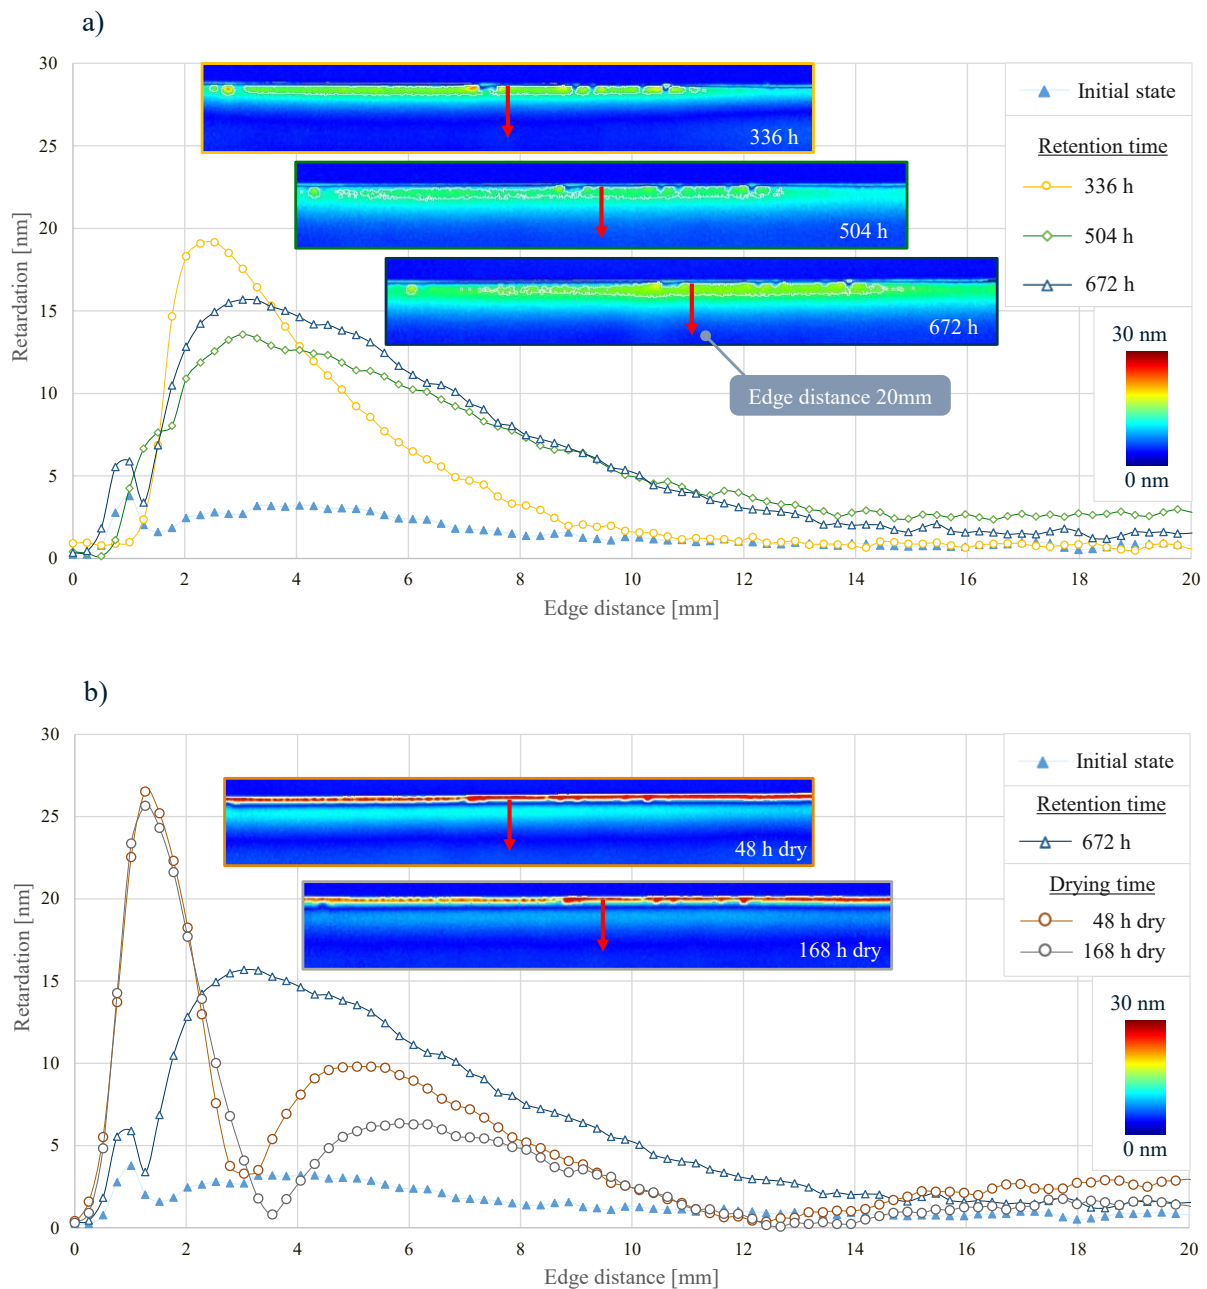 a)
30
25
20
15
10
5
0
Retardation [nm]
0 2 4 6 8 10 12 14 16 18 20
Edge distance [mm]
336 h
504 h
672 h
Edge distance 20mm
Initial state
Retention time
336 h
504 h
672 h
30 nm
0 nm
b)
30
25
20
15
10
5
0
Retardation [nm]
0 2 4 6 8 10 12 14 16 18 20
Edge distance [mm]
48 h dry
168 h dry
Initial state
Retention time
672 h
Drying time
48 h dry
168 h dry
30 nm
0 nm